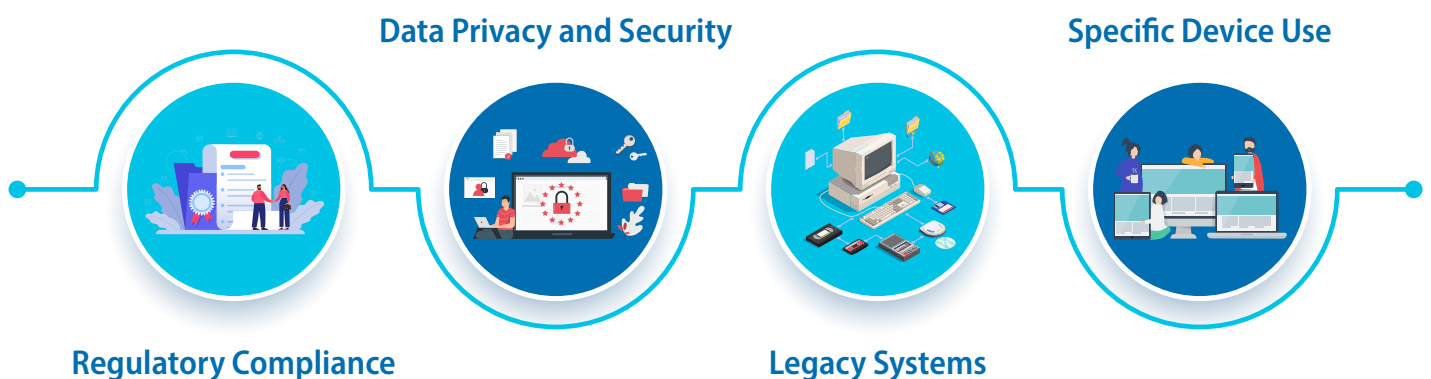 Data Privacy and Security
Specific Device Use
Regulatory Compliance
Legacy Systems